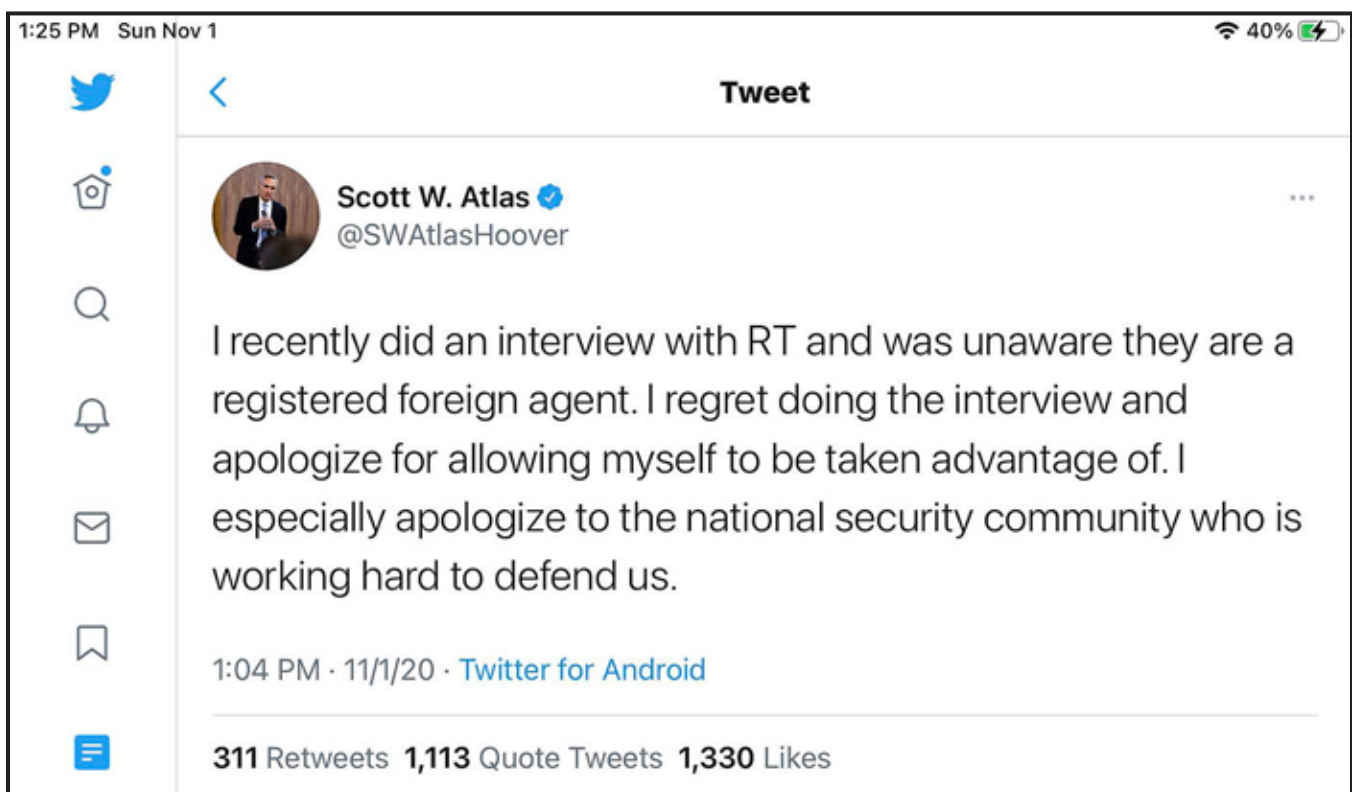 1:25 PM Sun Nov 1 40%
Tweet
Scott W. Atlas
@SWAtlasHoover
I recently did an interview with RT and was unaware they are a
registered foreign agent. I regret doing the interview and
apologize for allowing myself to be taken advantage of. I
especially apologize to the national security community who is
working hard to defend us.
1:04 PM · 11/1/20 · Twitter for Android
311 Retweets 1,113 Quote Tweets 1,330 Likes